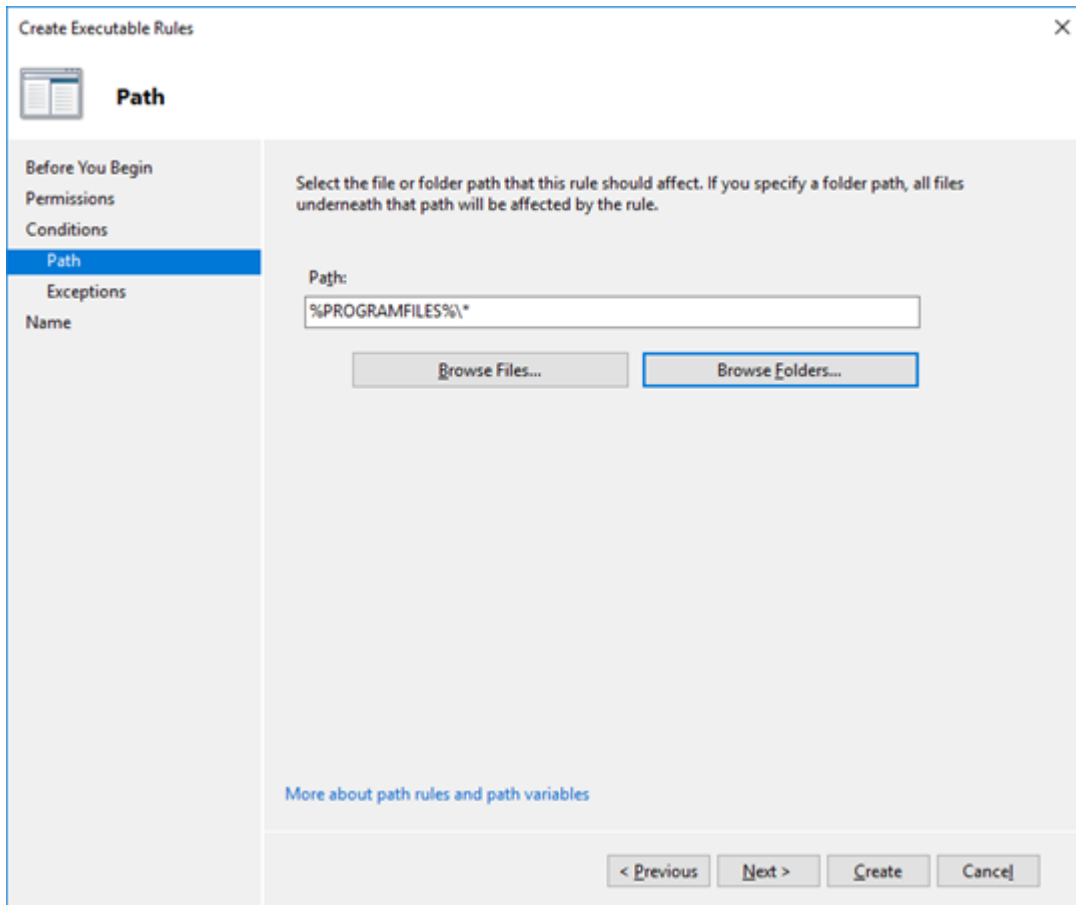 Create Executable Rules
Path
Before You Begin
Permissions
Conditions
Path
Exceptions
Name
Select the file or folder path that this rule should affect. If you specify a folder path, all files
underneath that path will be affected by the rule.
Path:
%PROGRAMFILES%\*
Browse Files...
Browse Folders...
More about path rules and path variables
< Previous
Next >
Create
Cancel